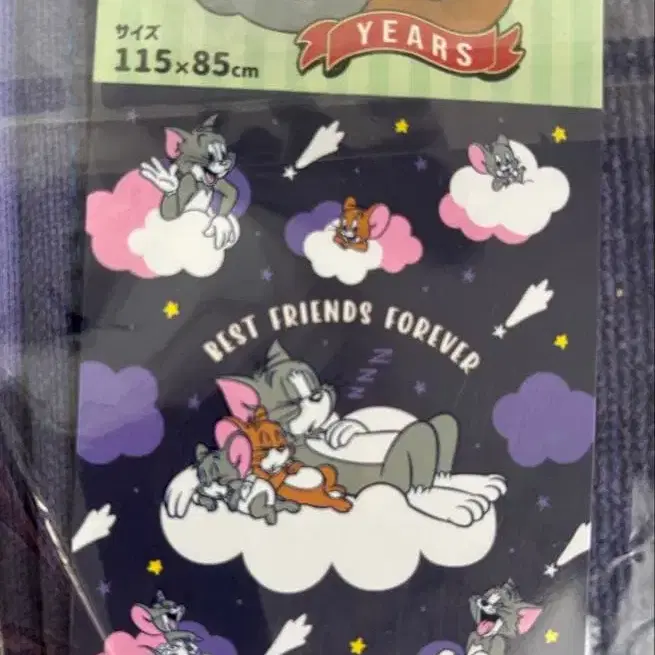 サイズ
115×85cm
YEARS
BEST FRIENDS FOREVER
Z
Z
Z